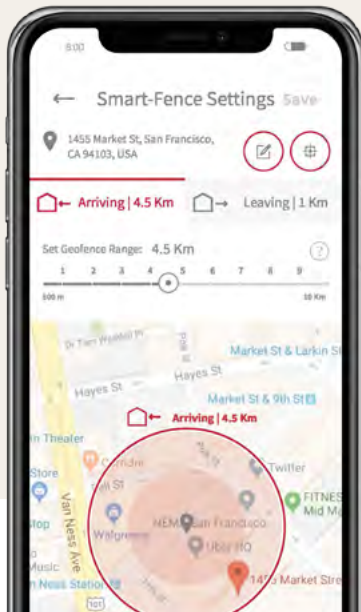 8:00
Smart-Fence Settings Save
1455 Market St, San Francisco,
CA 94103, USA
Arriving | 4.5 Km
Leaving | 1 Km
Set Geofence Range: 4.5 Km
?
1 2 3 4 5 6 7 8 9
500 m 10 Km
Market St & Larkin St
Hayes St
Hayes St
Market St & 9th St
Arriving | 4.5 Km
n Theater
Corridor
Twitter
Store
Fell St
FITNES
Mid Ma
Van Ness Ave
Walgreens
NEMA San Francisco
Uber HQ
Music
n Ness Station
1455 Market Stre
101